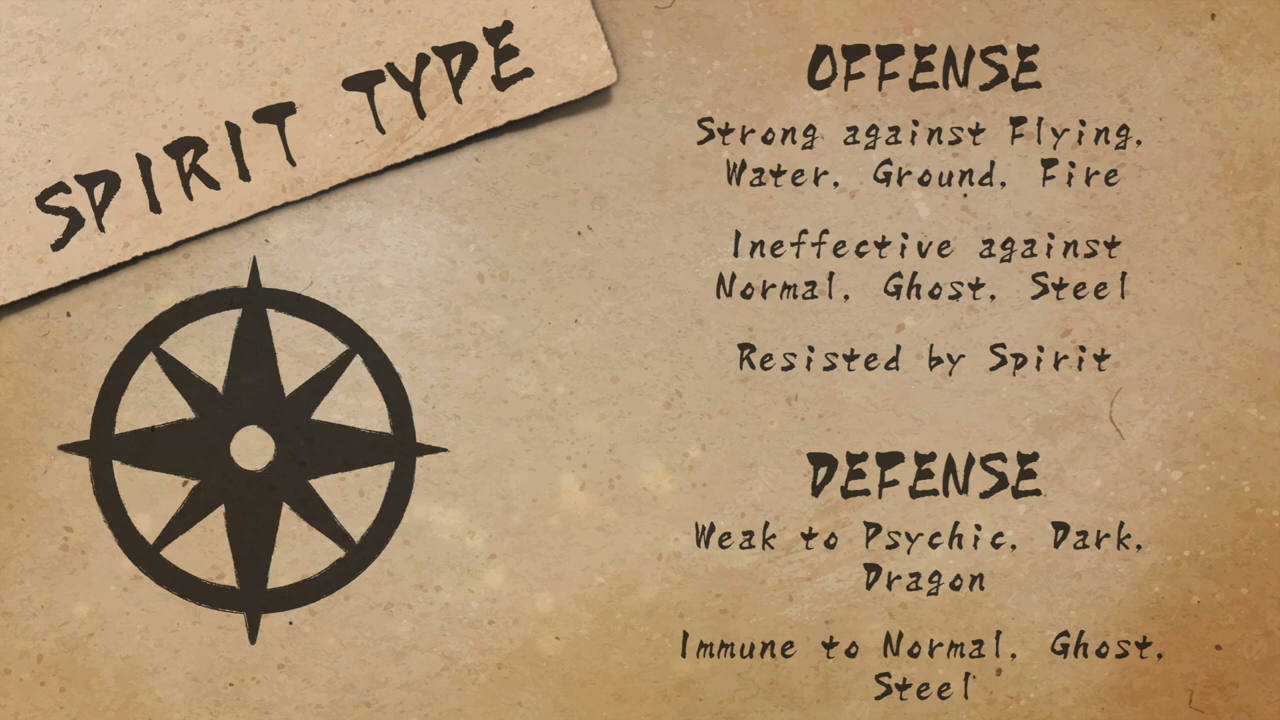 SPIRIT TYPE
OFFENSE
Strong against Flying,
Water, Ground, Fire
Ineffective against
Normal, Ghost, Steel
Resisted by Spirit
DEFENSE
Weak to Psychic, Dark,
Dragon
Immune to Normal, Ghost,
Steel